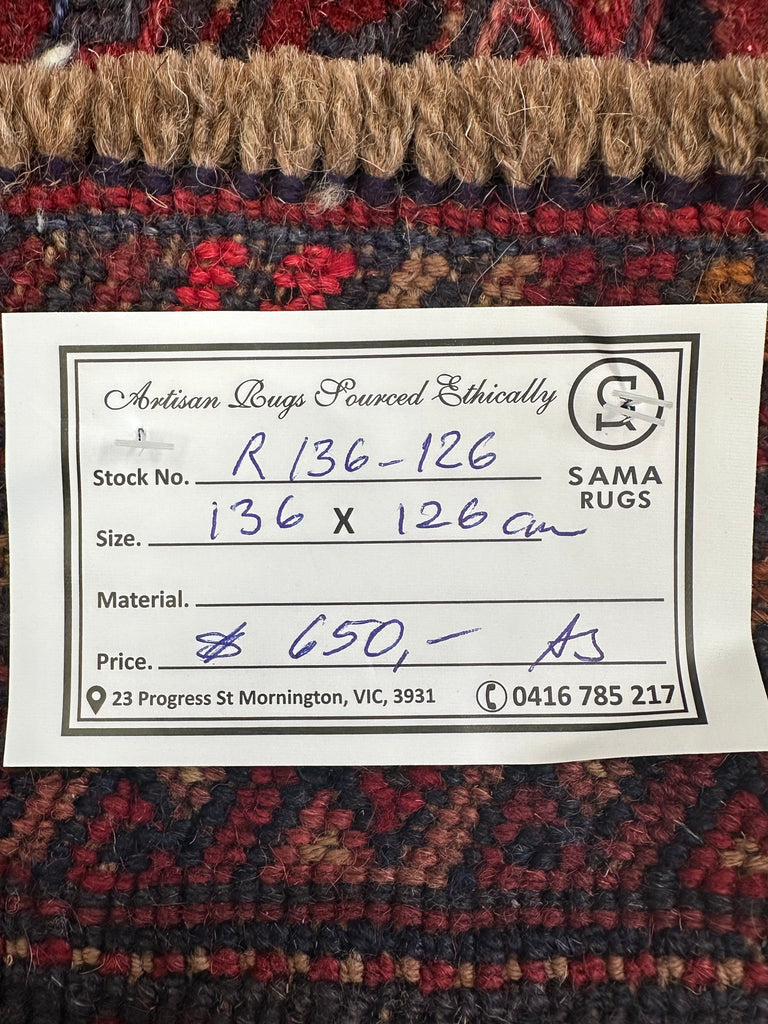 Artisan Rugs Sourced Ethically
SAMA
RUGS
Stock No. R 136-126
Size. 136 X 126 cm
Material.
Price. $ 650,-
23 Progress St Mornington, VIC, 3931
0416 785 217